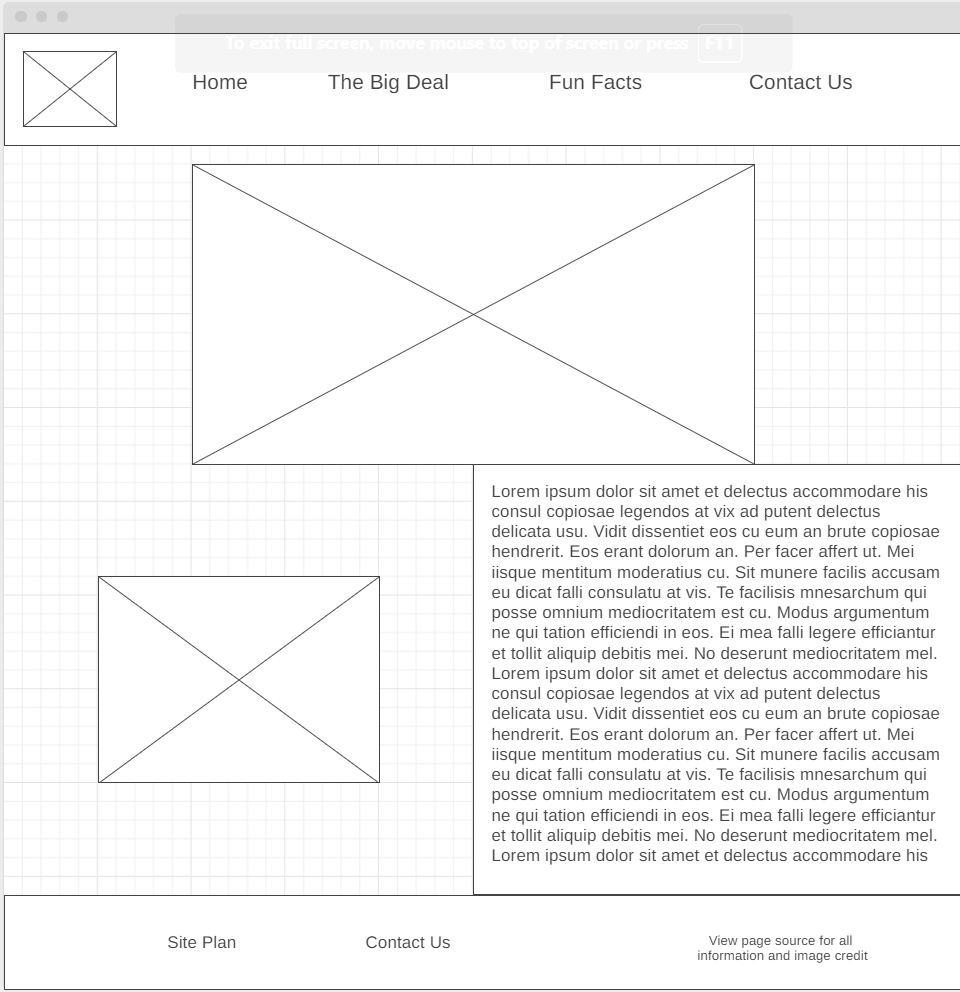 To exit full screen, move mouse to top of screen or press F11
Home
The Big Deal
Fun Facts
Contact Us
Lorem ipsum dolor sit amet et delectus accommodare his
consul copiosae legendos at vix ad putent delectus
delicata usu. Vidit dissentiet eos cu eum an brute copiosae
hendrerit. Eos erant dolorum an. Per facer affert ut. Mei
iisque mentitum moderatius cu. Sit munere facilis accusam
eu dicat falli consulatu at vis. Te facilisis mnesarchum qui
posse omnium mediocritatem est cu. Modus argumentum
ne qui tation efficiendi in eos. Ei mea falli legere efficiantur
et tollit aliquip debitis mei. No deserunt mediocritatem mel.
Lorem ipsum dolor sit amet et delectus accommodare his
consul copiosae legendos at vix ad putent delectus
delicata usu. Vidit dissentiet eos cu eum an brute copiosae
hendrerit. Eos erant dolorum an. Per facer affert ut. Mei
iisque mentitum moderatius cu. Sit munere facilis accusam
eu dicat falli consulatu at vis. Te facilisis mnesarchum qui
posse omnium mediocritatem est cu. Modus argumentum
ne qui tation efficiendi in eos. Ei mea falli legere efficiantur
et tollit aliquip debitis mei. No deserunt mediocritatem mel.
Lorem ipsum dolor sit amet et delectus accommodare his
Site Plan
Contact Us
View page source for all
information and image credit